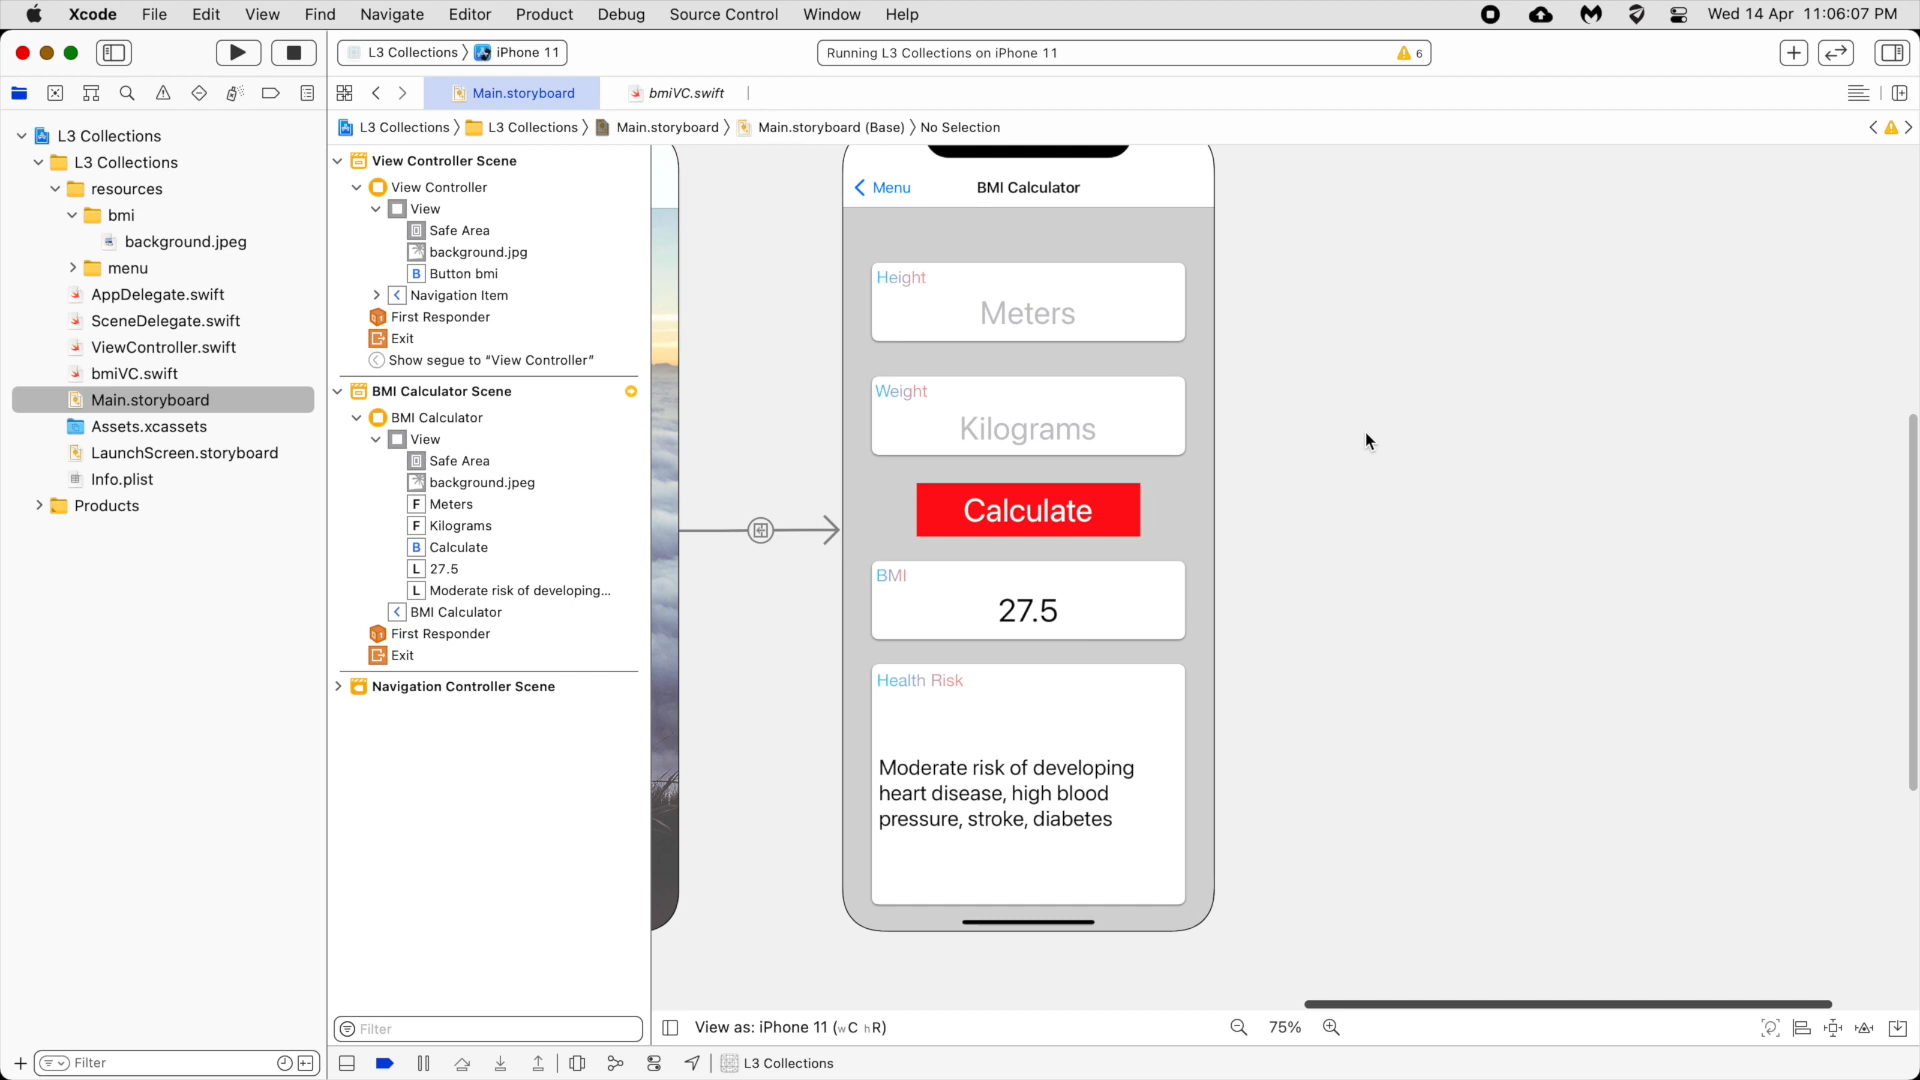 Xcode File Edit View Find Navigate Editor Product Debug Source Control Window Help Wed 14 Apr 11:06:07 PM
L3 Collections iPhone 11 Running L3 Collections on iPhone 11 6
Main.storyboard bmiVC.swift
L3 Collections L3 Collections Main.storyboard Main.storyboard (Base) No Selection
L3 Collections
L3 Collections
resources
bmi
background.jpeg
menu
AppDelegate.swift
SceneDelegate.swift
ViewController.swift
bmiVC.swift
Main.storyboard
Assets.xcassets
LaunchScreen.storyboard
Info.plist
Products
Filter
View Controller Scene
View Controller
View
Safe Area
background.jpg
B Button bmi
Navigation Item
First Responder
Exit
Show segue to "View Controller"
BMI Calculator Scene
BMI Calculator
View
Safe Area
background.jpeg
F Meters
F Kilograms
B Calculate
L 27.5
L Moderate risk of developing...
BMI Calculator
First Responder
Exit
Navigation Controller Scene
Filter
Menu BMI Calculator
Height
Meters
Weight
Kilograms
Calculate
BMI
27.5
Health Risk
Moderate risk of developing
heart disease, high blood
pressure, stroke, diabetes
View as: iPhone 11 (wC hR) 75%
L3 Collections